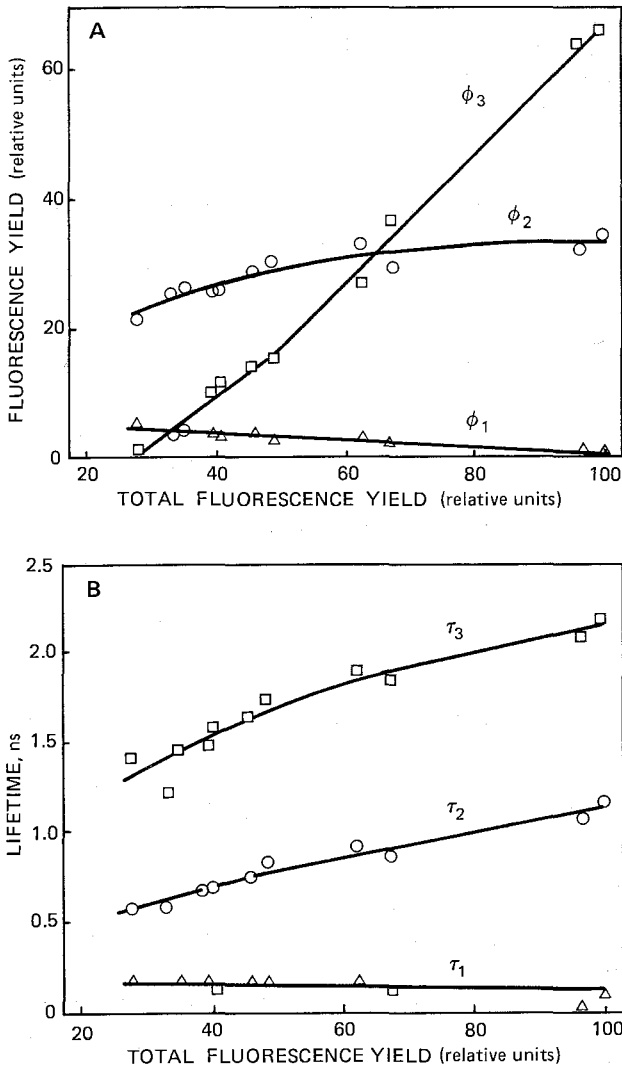 A
FLUORESCENCE YIELD (relative units)
60
40
20
0
ϕ3
ϕ2
ϕ1
20 40 60 80 100
TOTAL FLUORESCENCE YIELD (relative units)
B
LIFETIME, ns
2.5
2.0
1.5
1.0
0.5
0
τ3
τ2
τ1
20 40 60 80 100
TOTAL FLUORESCENCE YIELD (relative units)